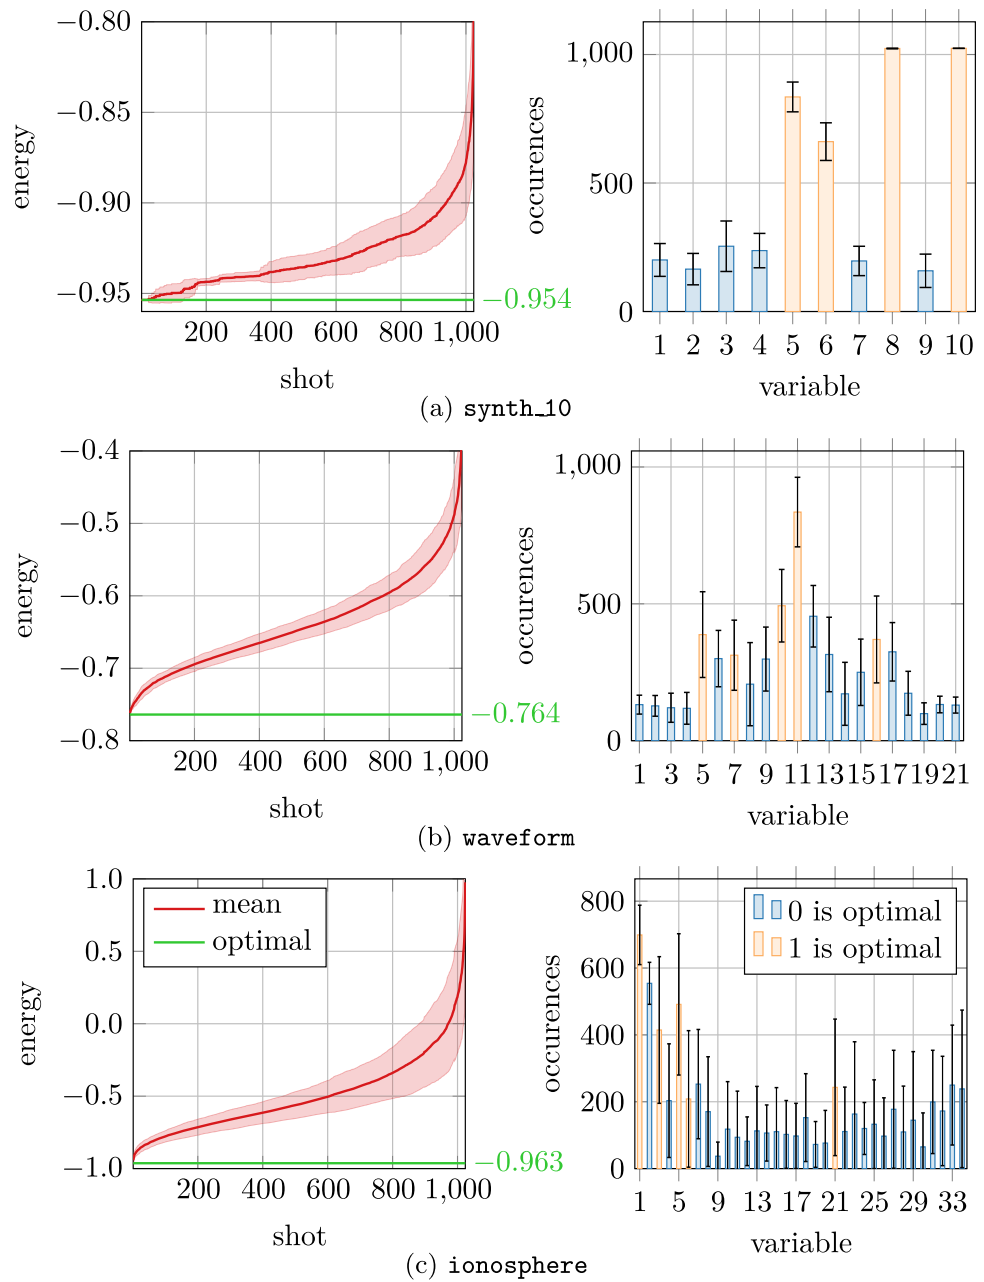 −0.80
−0.85
−0.90
−0.95
energy
200 400 600 800 1,000
shot
−0.954
1,000
500
0
occurences
1 2 3 4 5 6 7 8 9 10
variable
(a) synth_10
−0.4
−0.5
−0.6
−0.7
−0.8
energy
200 400 600 800 1,000
shot
−0.764
1,000
500
0
occurences
1 3 5 7 9 11 13 15 17 19 21
variable
(b) waveform
1.0
0.5
0.0
−0.5
−1.0
energy
mean
optimal
200 400 600 800 1,000
shot
−0.963
800
600
400
200
0
occurences
0 is optimal
1 is optimal
1 5 9 13 17 21 25 29 33
variable
(c) ionosphere